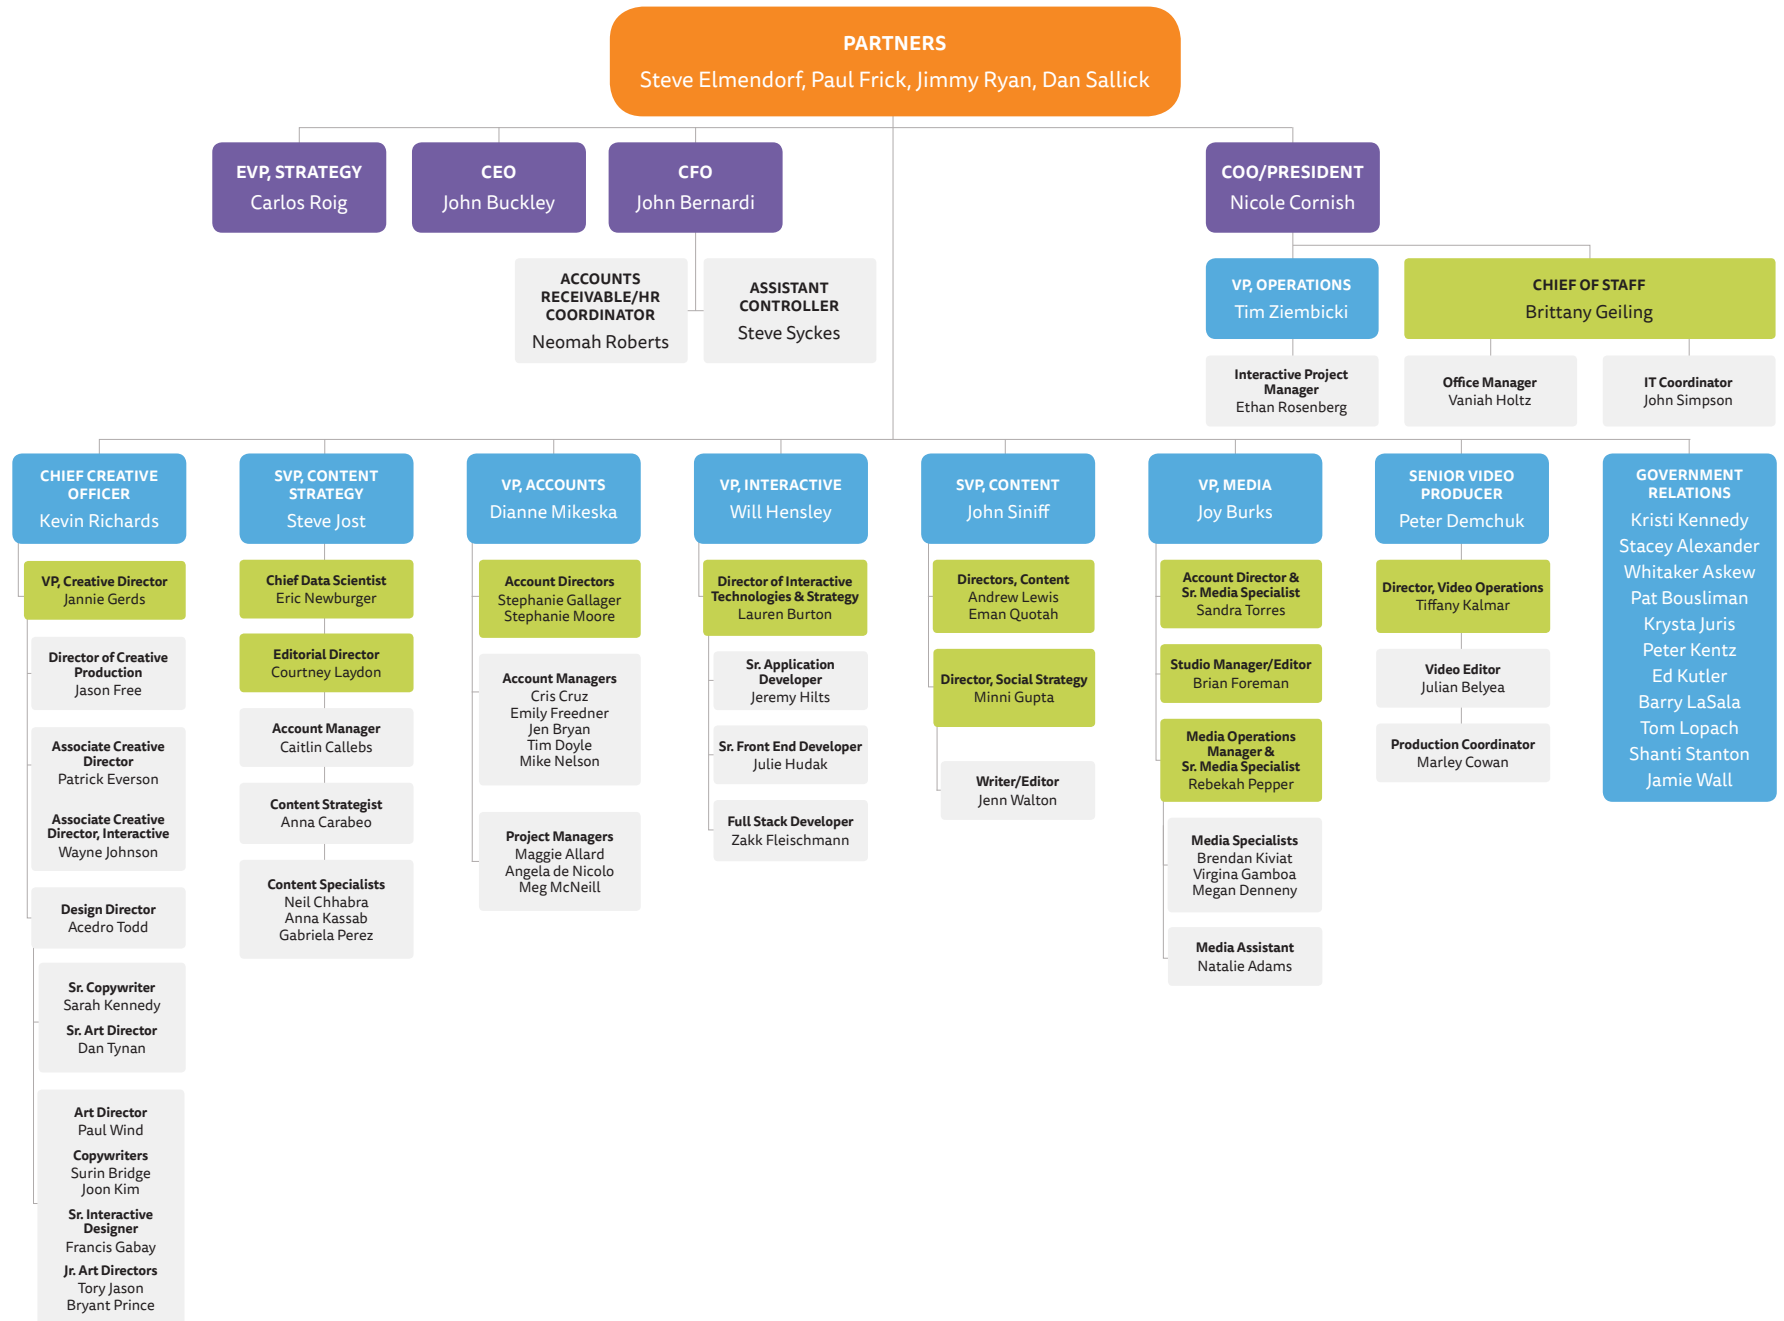 PARTNERS
Steve Elmendorf, Paul Frick, Jimmy Ryan, Dan Sallick
EVP, STRATEGY
Carlos Roig
CEO
John Buckley
CFO
John Bernardi
COO/PRESIDENT
Nicole Cornish
ACCOUNTS
RECEIVABLE/HR
COORDINATOR
Neomah Roberts
ASSISTANT
CONTROLLER
Steve Syckes
VP, OPERATIONS
Tim Ziembicki
CHIEF OF STAFF
Brittany Geiling
Interactive Project
Manager
Ethan Rosenberg
Office Manager
Vaniah Holtz
IT Coordinator
John Simpson
CHIEF CREATIVE
OFFICER
Kevin Richards
VP, Creative Director
Jannie Gerds
Director of Creative
Production
Jason Free
Associate Creative
Director
Patrick Everson
Associate Creative
Director, Interactive
Wayne Johnson
Design Director
Acedro Todd
Sr. Copywriter
Sarah Kennedy
Sr. Art Director
Dan Tynan
Art Director
Paul Wind
Copywriters
Surin Bridge
Joon Kim
Sr. Interactive
Designer
Francis Gabay
Jr. Art Directors
Tory Jason
Bryant Prince
SVP, CONTENT
STRATEGY
Steve Jost
Chief Data Scientist
Eric Newburger
Editorial Director
Courtney Laydon
Account Manager
Caitlin Callebs
Content Strategist
Anna Carabeo
Content Specialists
Neil Chhabra
Anna Kassab
Gabriela Perez
VP, ACCOUNTS
Dianne Mikeska
Account Directors
Stephanie Gallager
Stephanie Moore
Account Managers
Cris Cruz
Emily Freedner
Jen Bryan
Tim Doyle
Mike Nelson
Project Managers
Maggie Allard
Angela de Nicolo
Meg McNeill
VP, INTERACTIVE
Will Hensley
Director of Interactive
Technologies & Strategy
Lauren Burton
Sr. Application
Developer
Jeremy Hilts
Sr. Front End Developer
Julie Hudak
Full Stack Developer
Zakk Fleischmann
SVP, CONTENT
John Siniff
Directors, Content
Andrew Lewis
Eman Quotah
Director, Social Strategy
Minni Gupta
Writer/Editor
Jenn Walton
VP, MEDIA
Joy Burks
Account Director &
Sr. Media Specialist
Sandra Torres
Studio Manager/Editor
Brian Foreman
Media Operations
Manager &
Sr. Media Specialist
Rebekah Pepper
Media Specialists
Brendan Kiviat
Virgina Gamboa
Megan Denneny
Media Assistant
Natalie Adams
SENIOR VIDEO
PRODUCER
Peter Demchuk
Director, Video Operations
Tiffany Kalmar
Video Editor
Julian Belyea
Production Coordinator
Marley Cowan
GOVERNMENT
RELATIONS
Kristi Kennedy
Stacey Alexander
Whitaker Askew
Pat Bousliman
Krysta Juris
Peter Kentz
Ed Kutler
Barry LaSala
Tom Lopach
Shanti Stanton
Jamie Wall